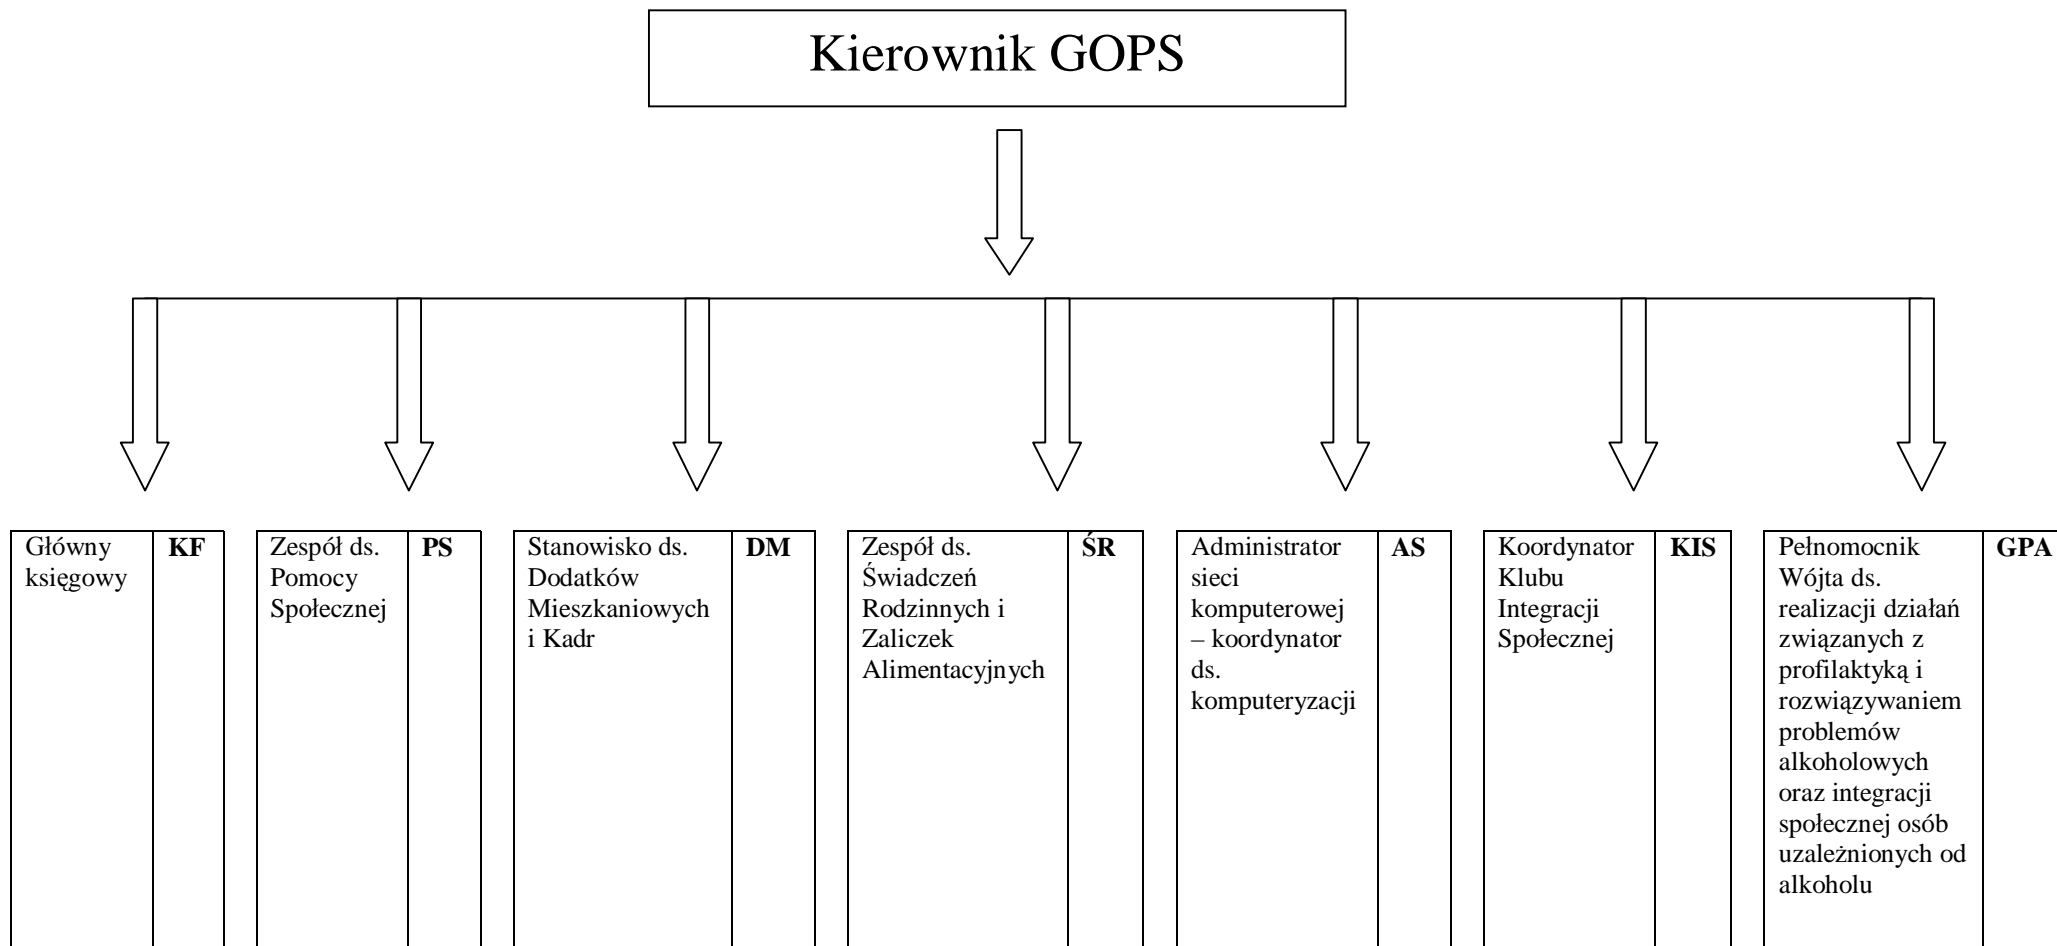 Kierownik GOPS
Główny
księgowy
KF
Zespół ds.
Pomocy
Społecznej
PS
Stanowisko ds.
Dodatków
Mieszkaniowych
i Kadr
DM
Zespół ds.
Świadczeń
Rodzinnych i
Zaliczek
Alimentacyjnych
ŚR
Administrator
sieci
komputerowej
– koordynator
ds.
komputeryzacji
AS
Koordynator
Klubu
Integracji
Społecznej
KIS
Pełnomocnik
Wójta ds.
realizacji działań
związanych z
profilaktyką i
rozwiązywaniem
problemów
alkoholowych
oraz integracji
społecznej osób
uzależnionych od
alkoholu
GPA